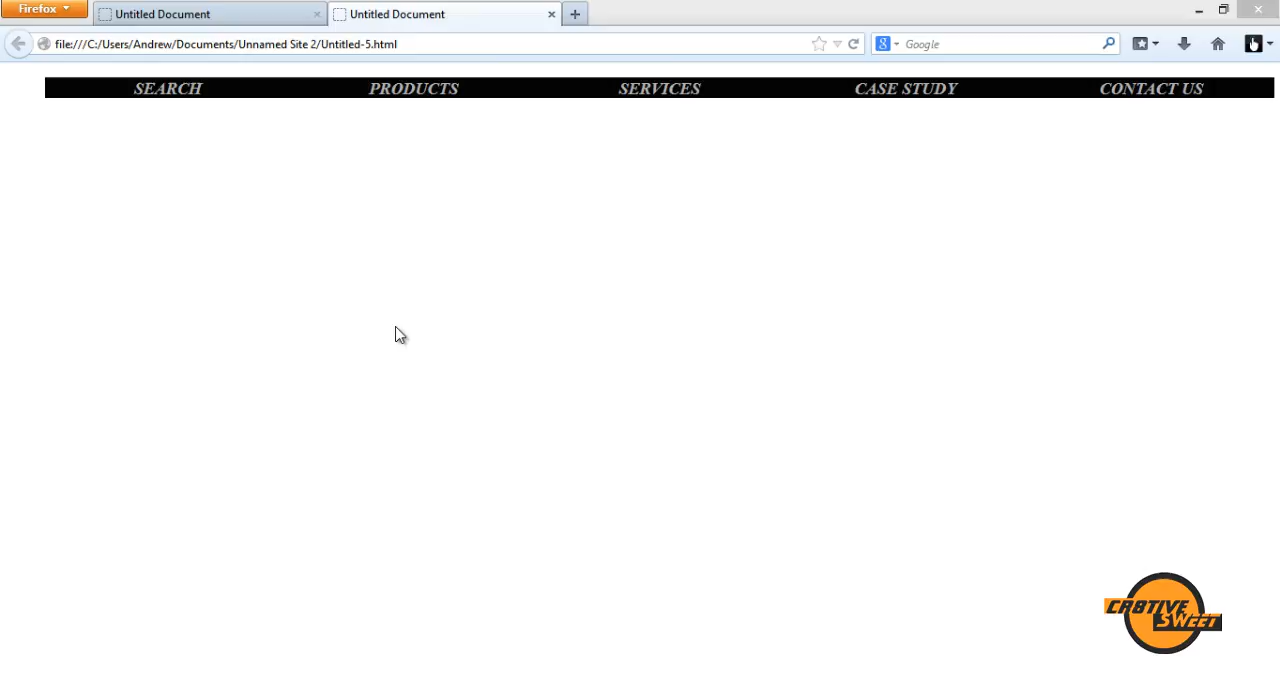 Firefox
Untitled Document
Untitled Document
file:///C:/Users/Andrew/Documents/Unnamed Site 2/Untitled-5.html
Google
SEARCH PRODUCTS SERVICES CASE STUDY CONTACT US
CR8TIVE
SWEET